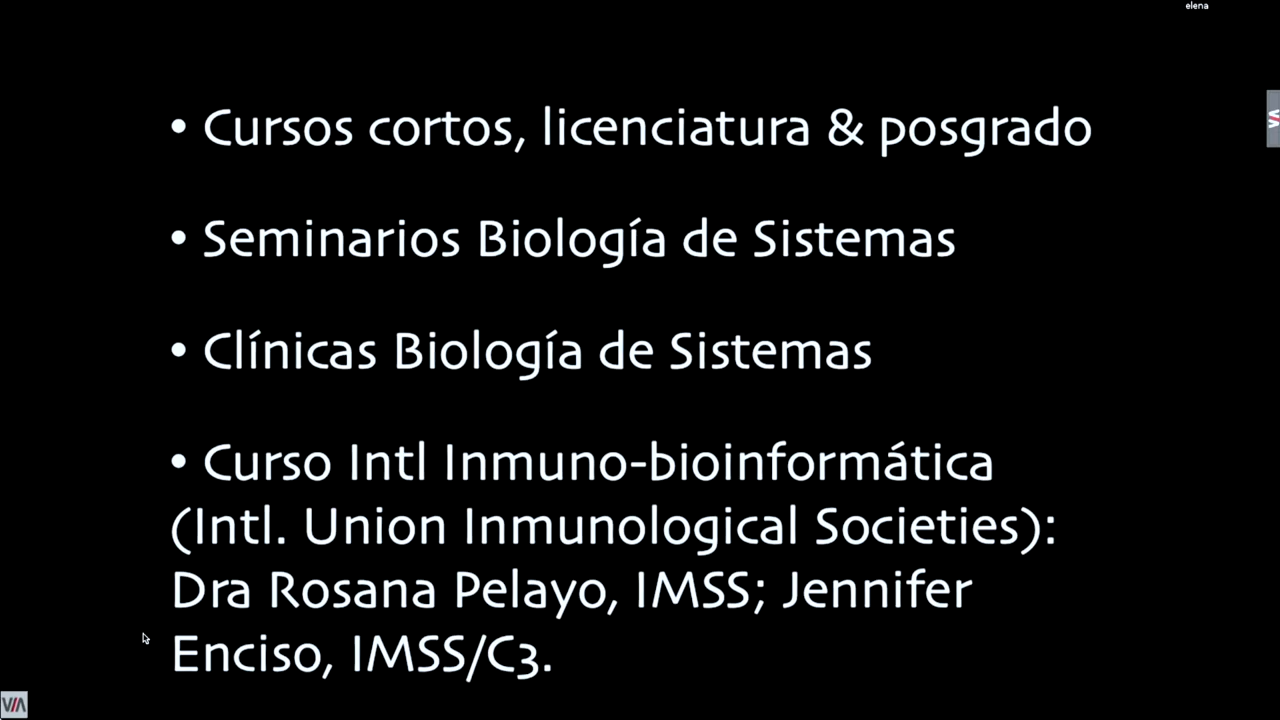 elena
• Cursos cortos, licenciatura & posgrado
• Seminarios Biología de Sistemas
• Clínicas Biología de Sistemas
• Curso Intl Inmuno-bioinformática
(Intl. Union Inmunological Societies):
Dra Rosana Pelayo, IMSS; Jennifer
Enciso, IMSS/C3.
VIA